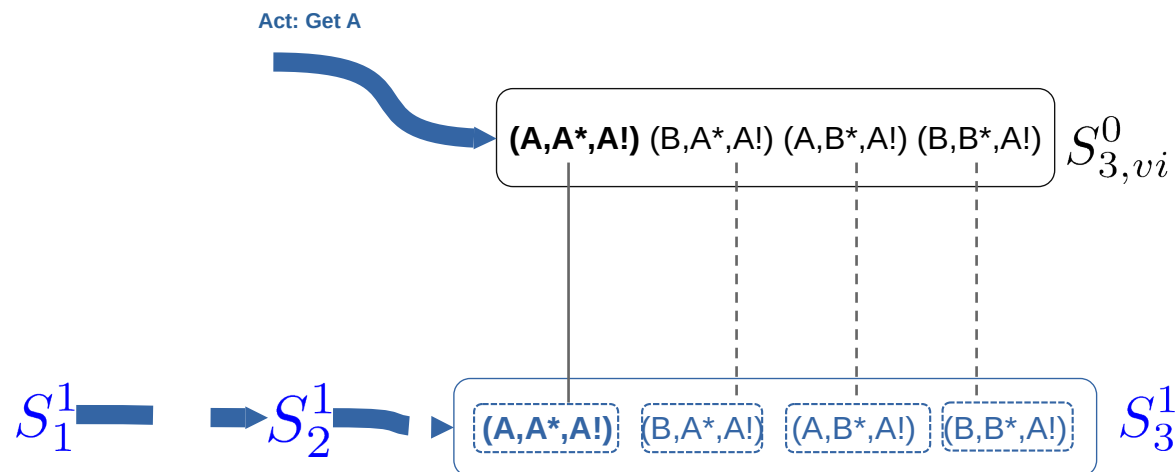 Act: Get A
(A,A*,A!) (B,A*,A!) (A,B*,A!) (B,B*,A!)
$S^0_{3,vi}$
$S^1_1$ $S^1_2$ (A,A*,A!) (B,A*,A!) (A,B*,A!) (B,B*,A!) $S^1_3$